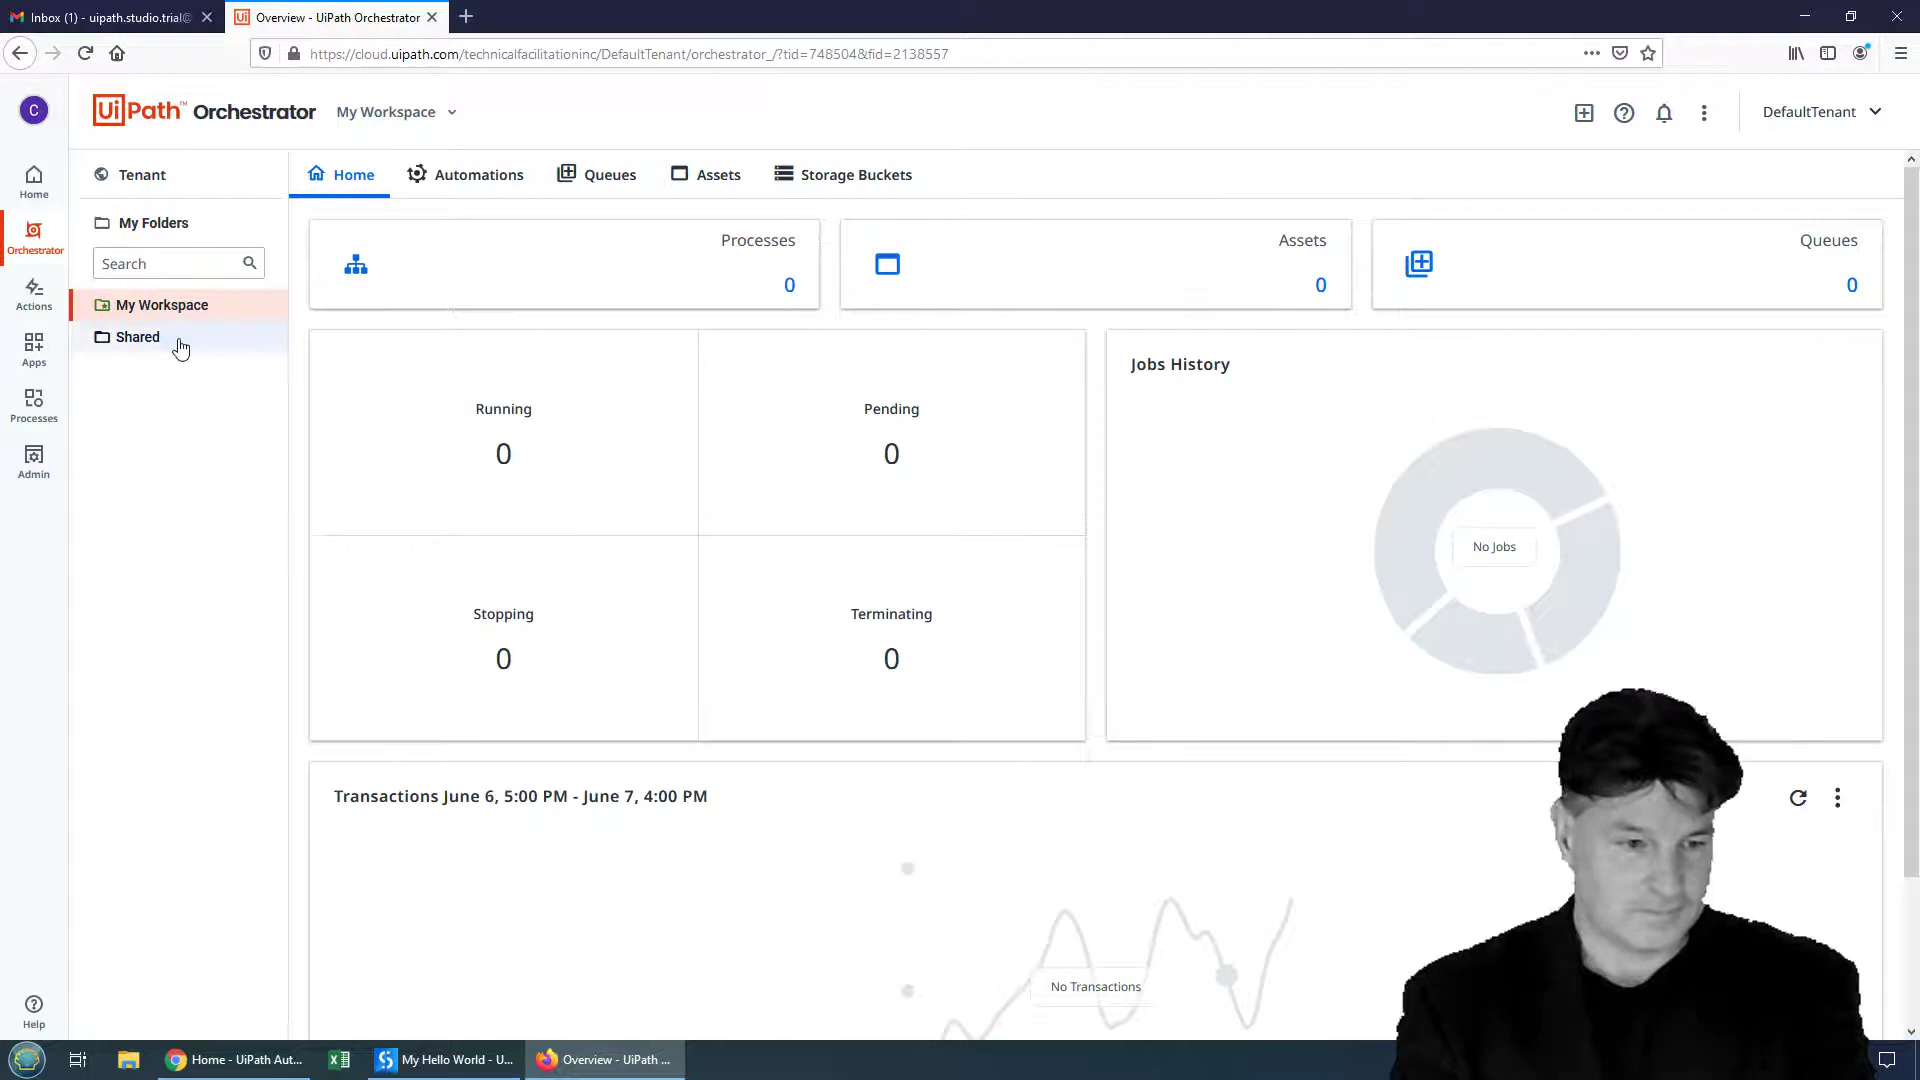 Inbox (1) - uipath.studio.trial@
Overview - UiPath Orchestrator
https://cloud.uipath.com/technicalfacilitationinc/DefaultTenant/orchestrator_/?tid=748504&fid=2138557
C
UiPath™ Orchestrator
My Workspace
DefaultTenant
Home
Orchestrator
Actions
Apps
Processes
Admin
Help
Tenant
My Folders
Search
My Workspace
Shared
Home
Automations
Queues
Assets
Storage Buckets
Processes
0
Assets
0
Queues
0
Running
0
Pending
0
Stopping
0
Terminating
0
Jobs History
No Jobs
Transactions June 6, 5:00 PM - June 7, 4:00 PM
No Transactions
Home - UiPath Aut...
My Hello World - U...
Overview - UiPath ...